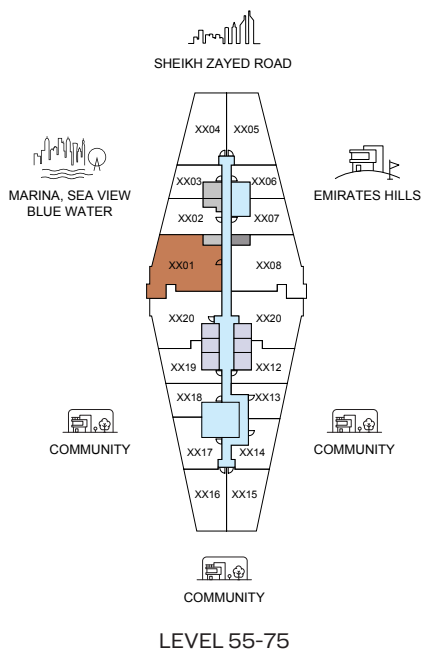 SHEIKH ZAYED ROAD
XX04 XX05
MARINA, SEA VIEW
BLUE WATER
XX03 XX06
EMIRATES HILLS
XX02 XX07
XX01 XX08
XX20 XX20
XX19 XX12
XX18 XX13
COMMUNITY
COMMUNITY
XX17 XX14
XX16 XX15
COMMUNITY
LEVEL 55-75